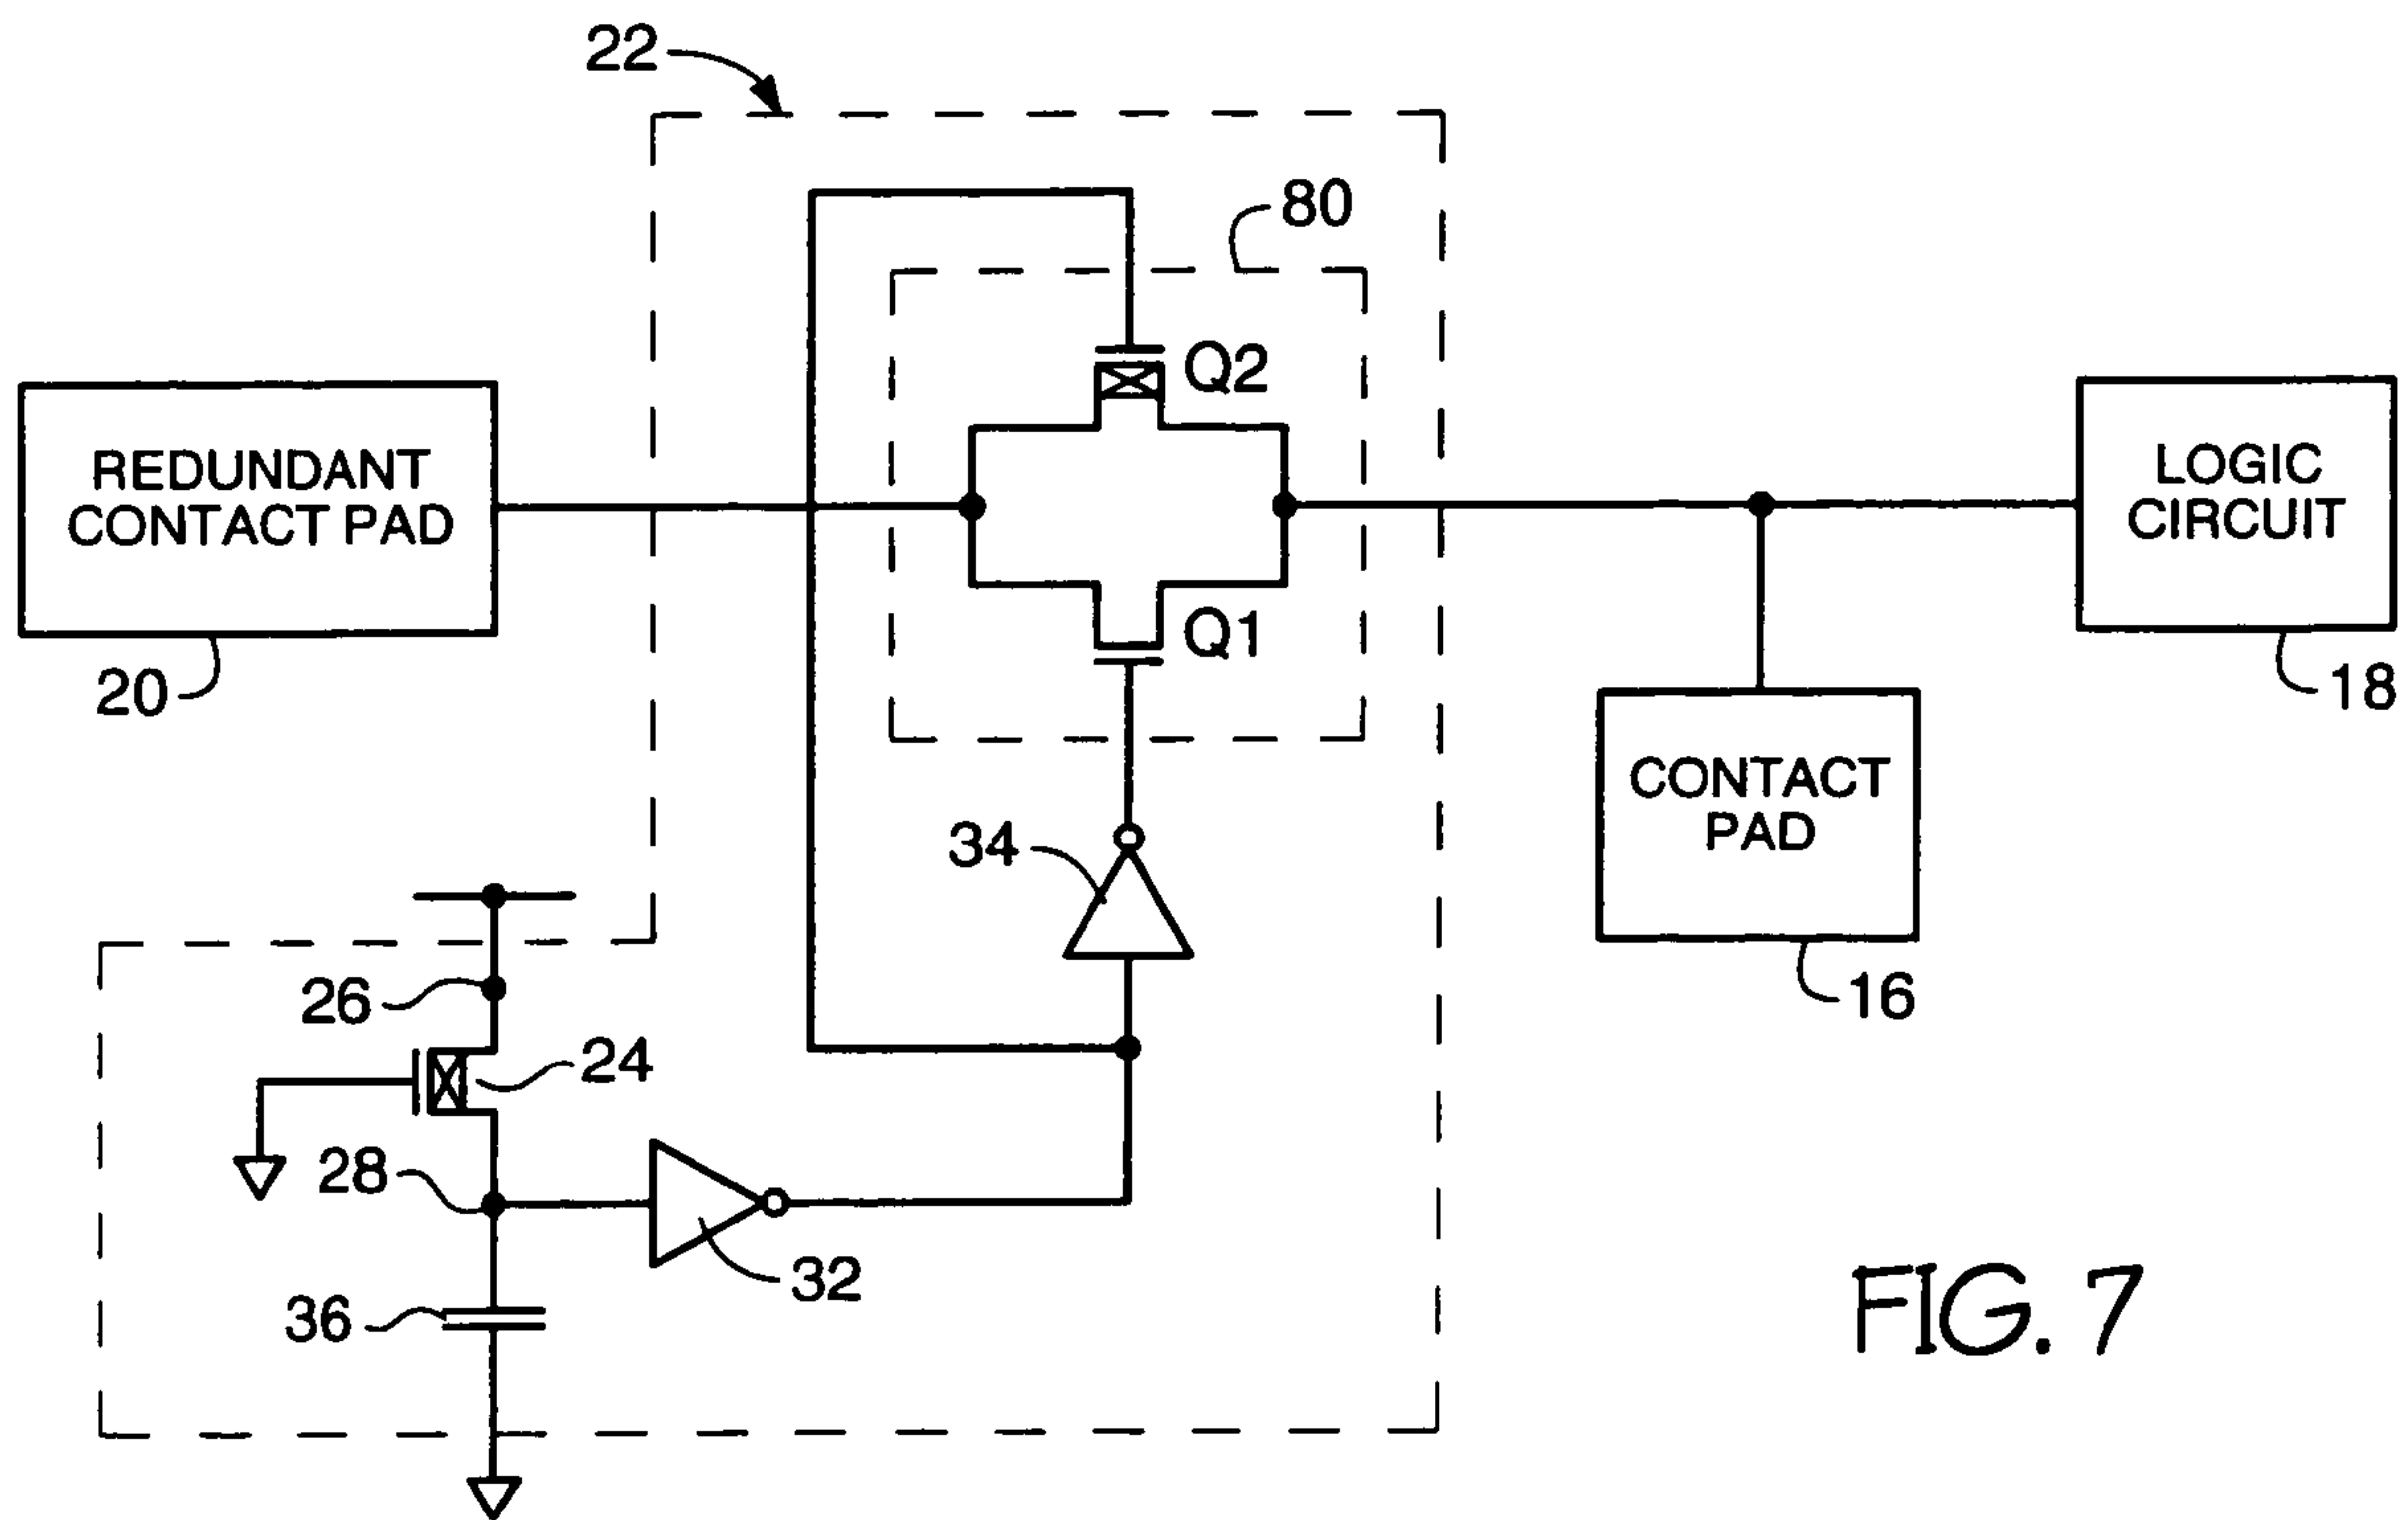 22
80
Q2
REDUNDANT
CONTACT PAD
LOGIC
CIRCUIT
Q1
20
18
CONTACT
PAD
34
26
16
24
28
32
36
FIG. 7